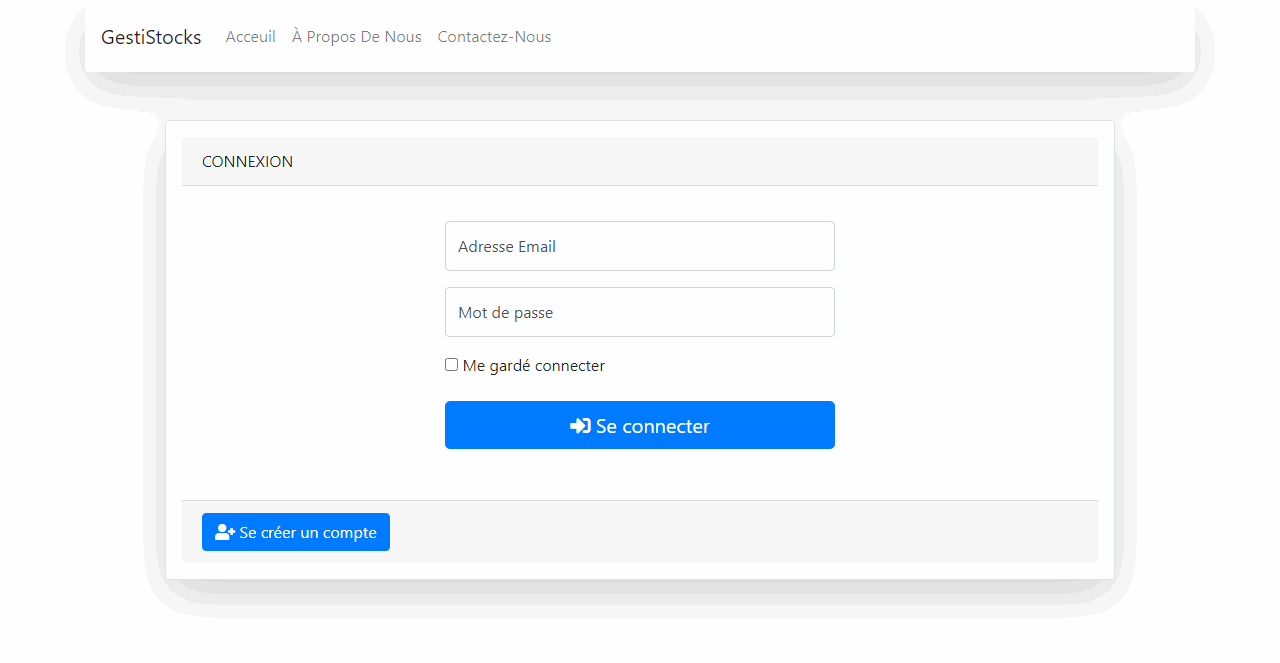 GestiStocks Acceuil À Propos De Nous Contactez-Nous
CONNEXION
Adresse Email
Mot de passe
Me gardé connecter
Se connecter
Se créer un compte